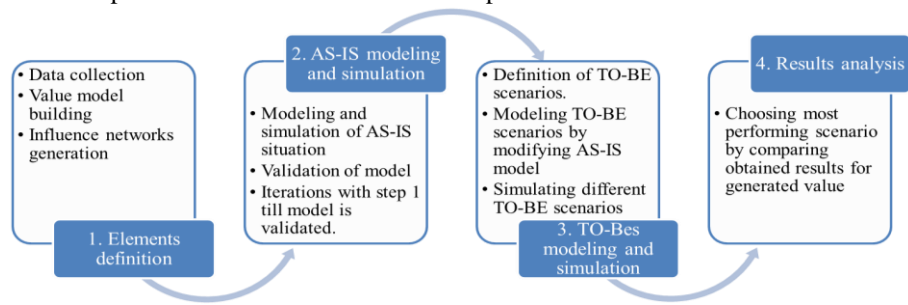 • Data collection
• Value model
building
• Influence networks
generation
1. Elements
definition
2. AS-IS modeling
and simulation
• Modeling and
simulation of AS-IS
situation
• Validation of model
• Iterations with step 1
till model is
validated.
• Definition of TO-BE
scenarios.
• Modeling TO-BE
scenarios by
modifying AS-IS
model
• Simulating different
TO-BE scenarios
3. TO-Bes
modeling and
simulation
4. Results analysis
• Choosing most
performing scenario
by comparing
obtained results for
generated value